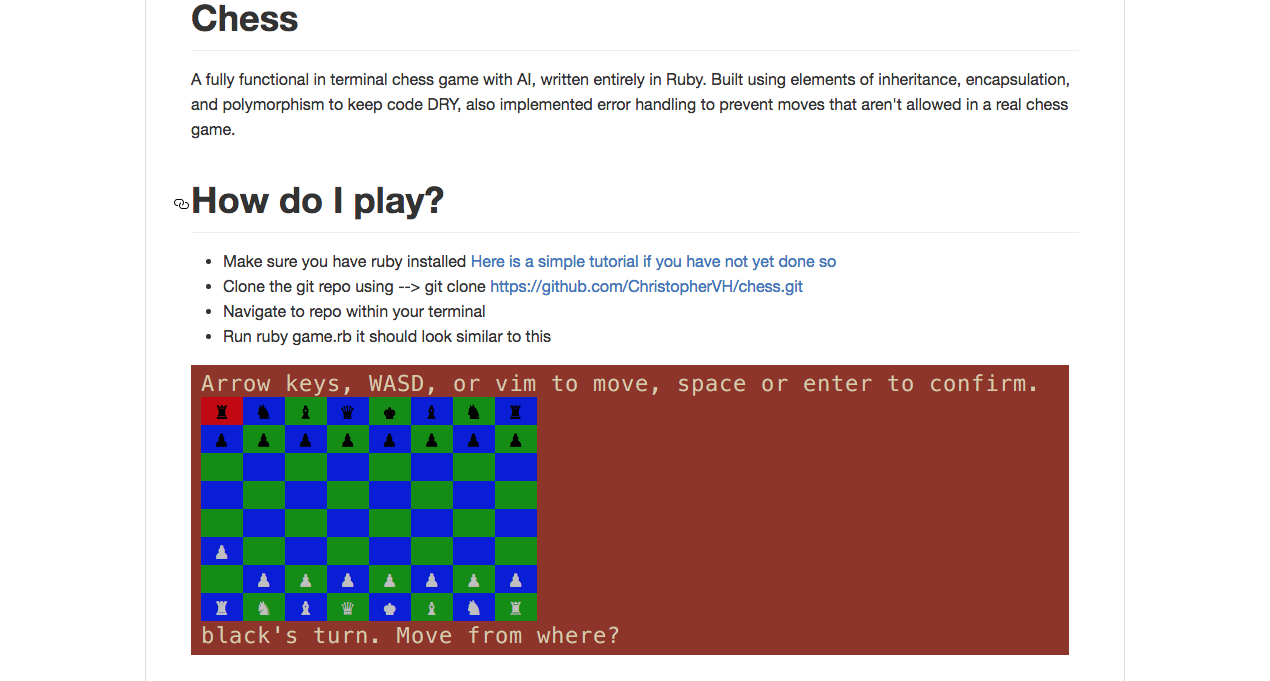 Chess
A fully functional in terminal chess game with AI, written entirely in Ruby. Built using elements of inheritance, encapsulation,
and polymorphism to keep code DRY, also implemented error handling to prevent moves that aren't allowed in a real chess
game.
How do I play?
Make sure you have ruby installed Here is a simple tutorial if you have not yet done so
Clone the git repo using --> git clone https://github.com/ChristopherVH/chess.git
Navigate to repo within your terminal
Run ruby game.rb it should look similar to this
Arrow keys, WASD, or vim to move, space or enter to confirm.
black's turn. Move from where?